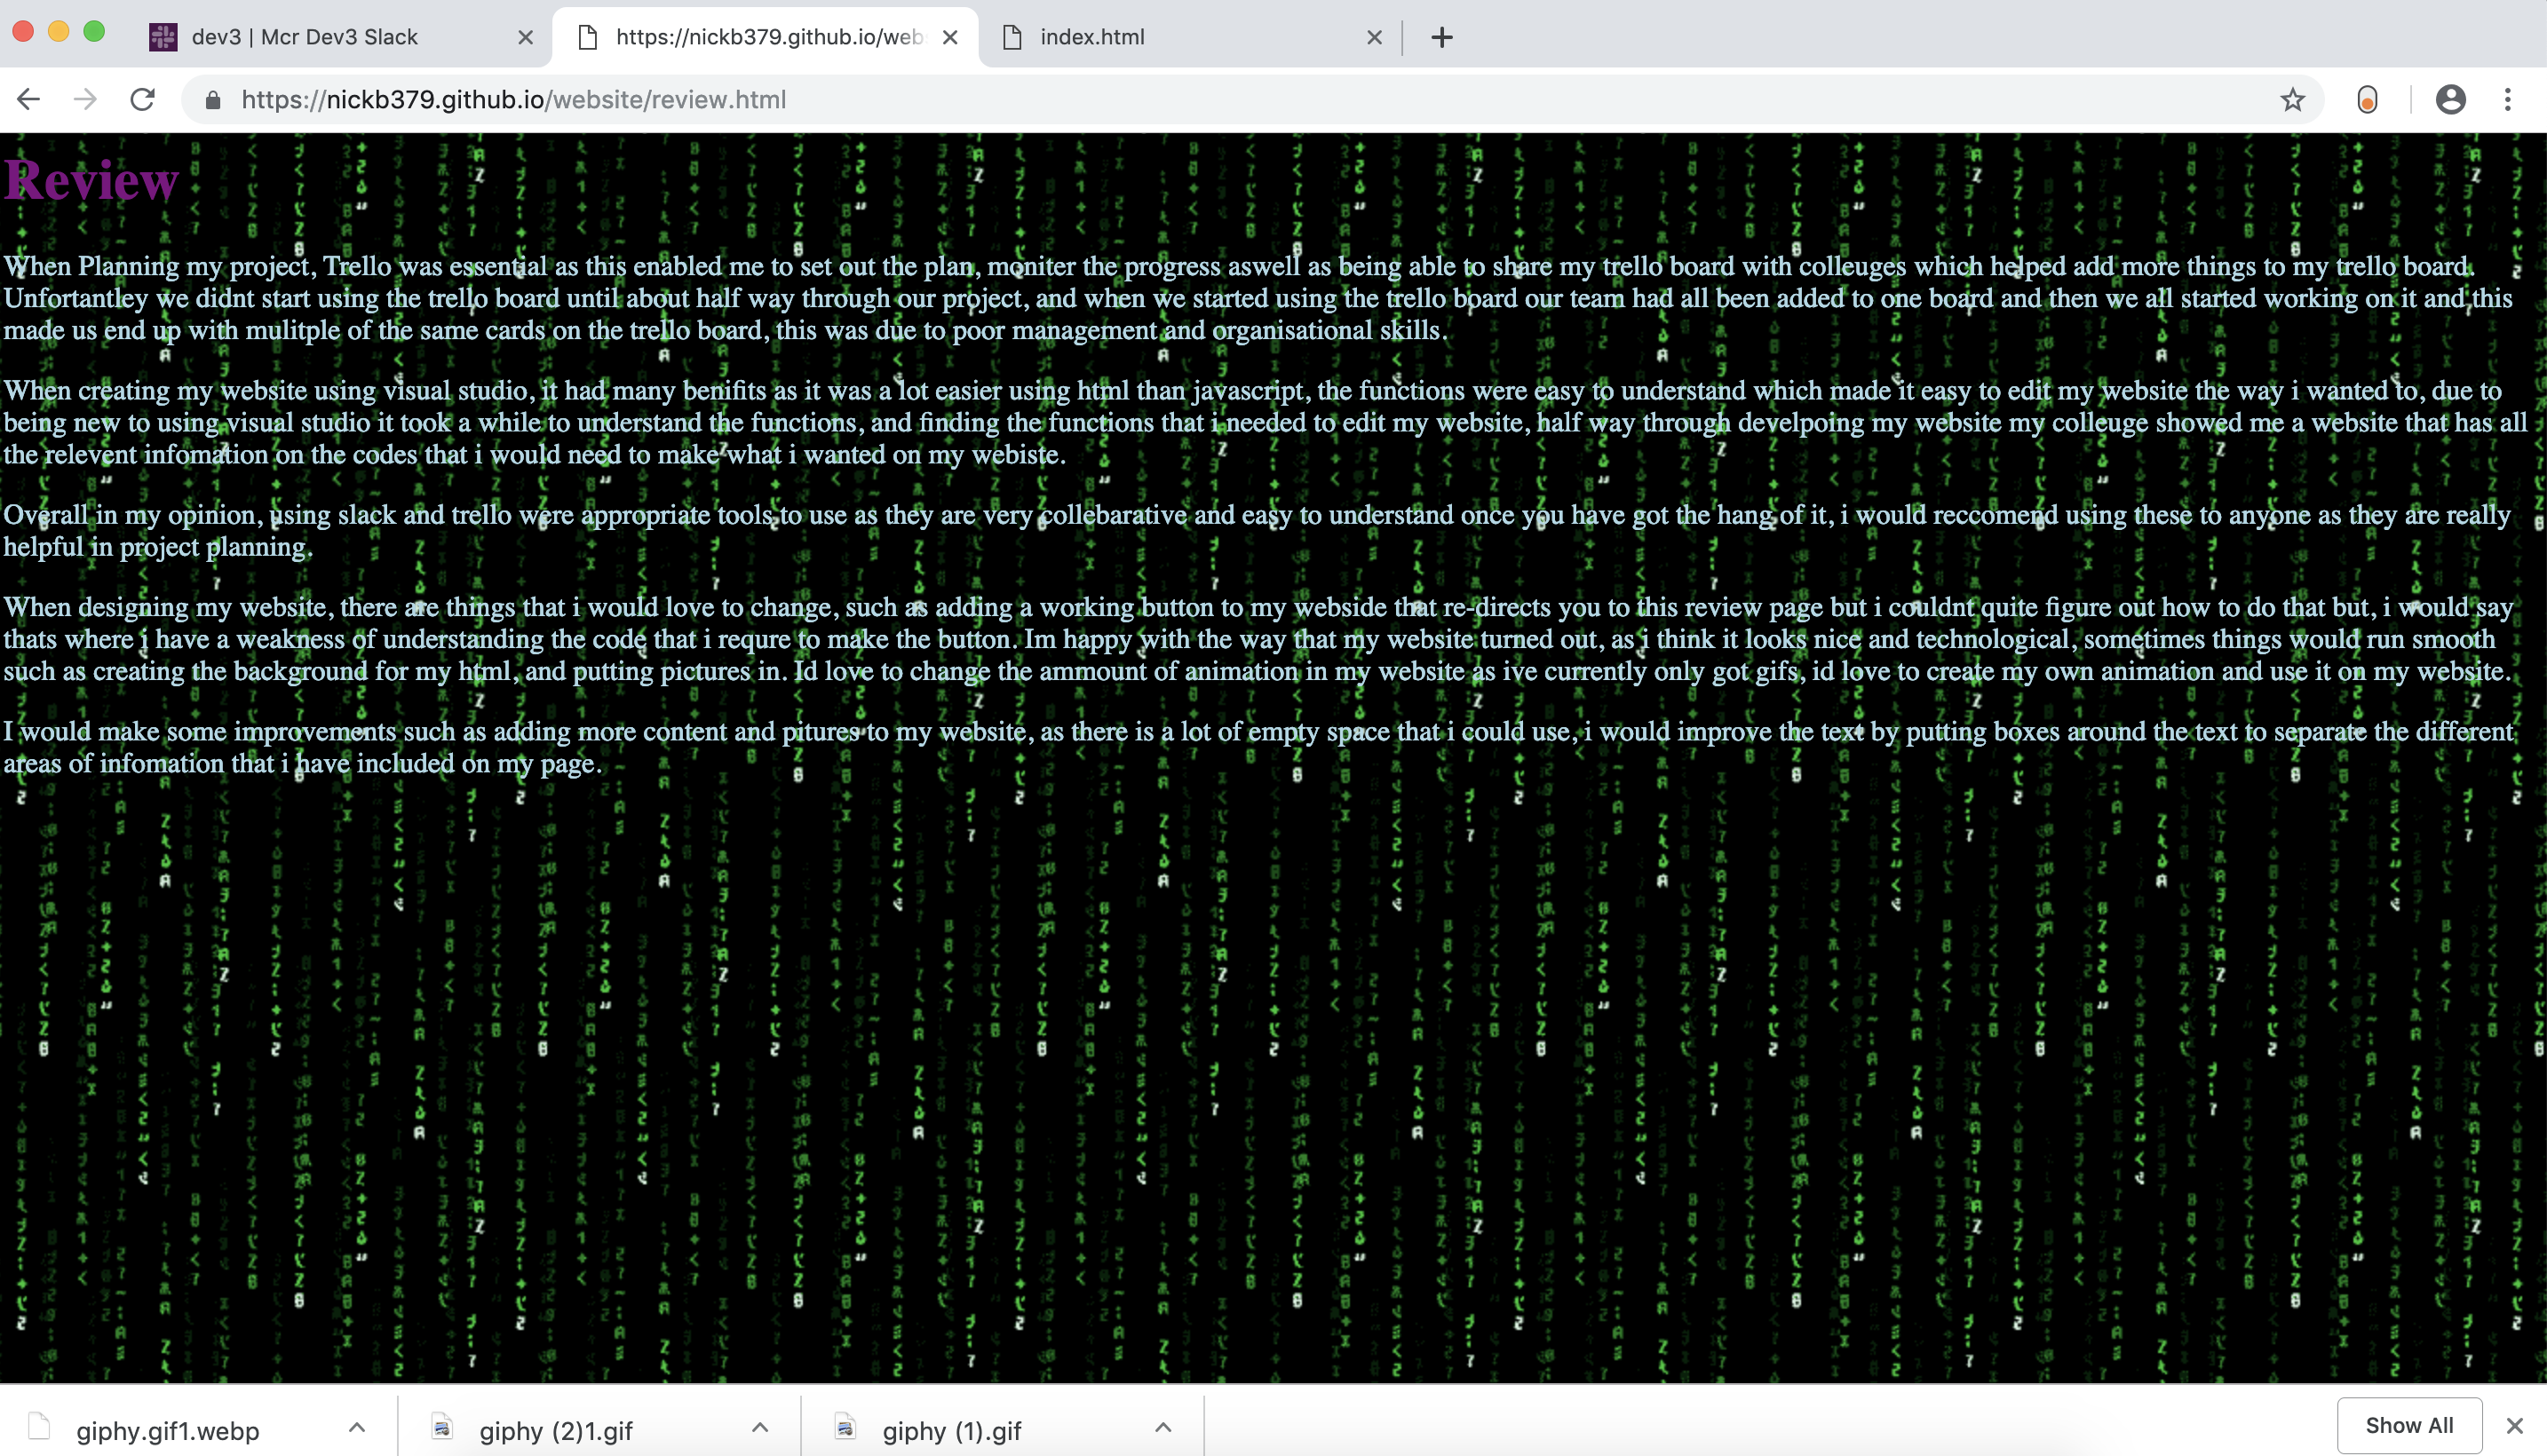 dev3 | Mcr Dev3 Slack
https://nickb379.github.io/web
index.html
https://nickb379.github.io/website/review.html
Review
When Planning my project, Trello was essential as this enabled me to set out the plan, moniter the progress aswell as being able to share my trello board with colleuges which helped add more things to my trello board.
Unfortantley we didnt start using the trello board until about half way through our project, and when we started using the trello board our team had all been added to one board and then we all started working on it and this
made us end up with mulitple of the same cards on the trello board, this was due to poor management and organisational skills.
When creating my website using visual studio, it had many benifits as it was a lot easier using html than javascript, the functions were easy to understand which made it easy to edit my website the way i wanted to, due to
being new to using visual studio it took a while to understand the functions, and finding the functions that i needed to edit my website, half way through develpoing my website my colleuge showed me a website that has all
the relevent infomation on the codes that i would need to make what i wanted on my webiste.
Overall in my opinion, using slack and trello were appropriate tools to use as they are very collebarative and easy to understand once you have got the hang of it, i would reccomend using these to anyone as they are really
helpful in project planning.
When designing my website, there are things that i would love to change, such as adding a working button to my webside that re-directs you to this review page but i couldnt quite figure out how to do that but, i would say
thats where i have a weakness of understanding the code that i requre to make the button. Im happy with the way that my website turned out, as i think it looks nice and technological, sometimes things would run smooth
such as creating the background for my html, and putting pictures in. Id love to change the ammount of animation in my website as ive currently only got gifs, id love to create my own animation and use it on my website.
I would make some improvements such as adding more content and pitures to my website, as there is a lot of empty space that i could use, i would improve the text by putting boxes around the text to separate the different
areas of infomation that i have included on my page.
giphy.gif1.webp
giphy (2)1.gif
giphy (1).gif
Show All